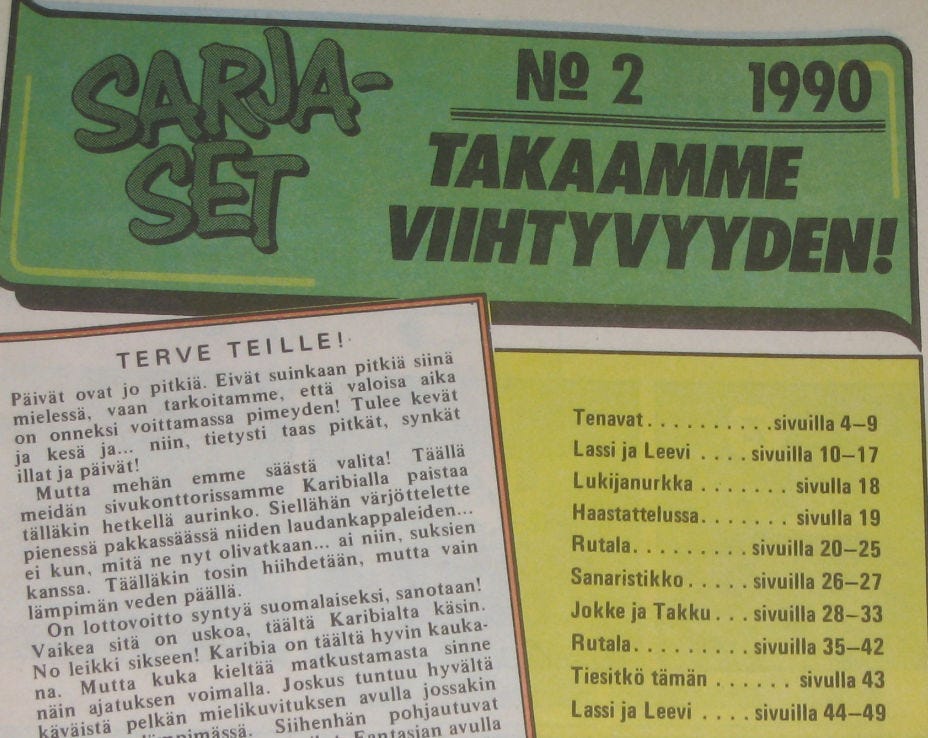 SARJA-
SET
Nº 2 1990
TAKAAMME
VIIHTYVYYDEN!
TERVE TEILLE!
Päivät ovat jo pitkiä. Eivät suinkaan pitkiä siinä
mielessä, vaan tarkoitamme, että valoisa aika
on onneksi voittamassa pimeyden! Tulee kevät
ja kesä ja... niin, tietysti taas pitkät, synkät
illat ja päivät!
Mutta mehän emme säästä valita! Täällä
meidän sivukonttorissamme Karibialla paistaa
tälläkin hetkellä aurinko. Siellähän värjöttelette
pienessä pakkassäässä niiden laudankappaleiden...
ei kun, mitä ne nyt olivatkaan... ai niin, suksien
kanssa. Täälläkin tosin hiihdetään, mutta vain
lämpimän veden päällä.
On lottovoitto syntyä suomalaiseksi, sanotaan!
Vaikea sitä on uskoa, täältä Karibialta käsin.
No leikki sikseen! Karibia on täältä hyvin kauka-
na. Mutta kuka kieltää matkustamasta sinne
näin ajatuksen voimalla. Joskus tuntuu hyvältä
käväistä pelkän mielikuvituksen avulla jossakin
Siihenhän pohjautuvat
Fantasian avulla
Tenavat . . . . . . . . . . sivuilla 4–9
Lassi ja Leevi . . . . sivuilla 10–17
Lukijanurkka . . . . . . . sivulla 18
Haastattelussa . . . . . . . sivulla 19
Rutala . . . . . . . . . sivuilla 20–25
Sanaristikko . . . . . sivuilla 26–27
Jokke ja Takku . . . sivuilla 28–33
Rutala . . . . . . . . . sivuilla 35–42
Tiesitkö tämän . . . . . . sivulla 43
Lassi ja Leevi . . . . sivuilla 44–49